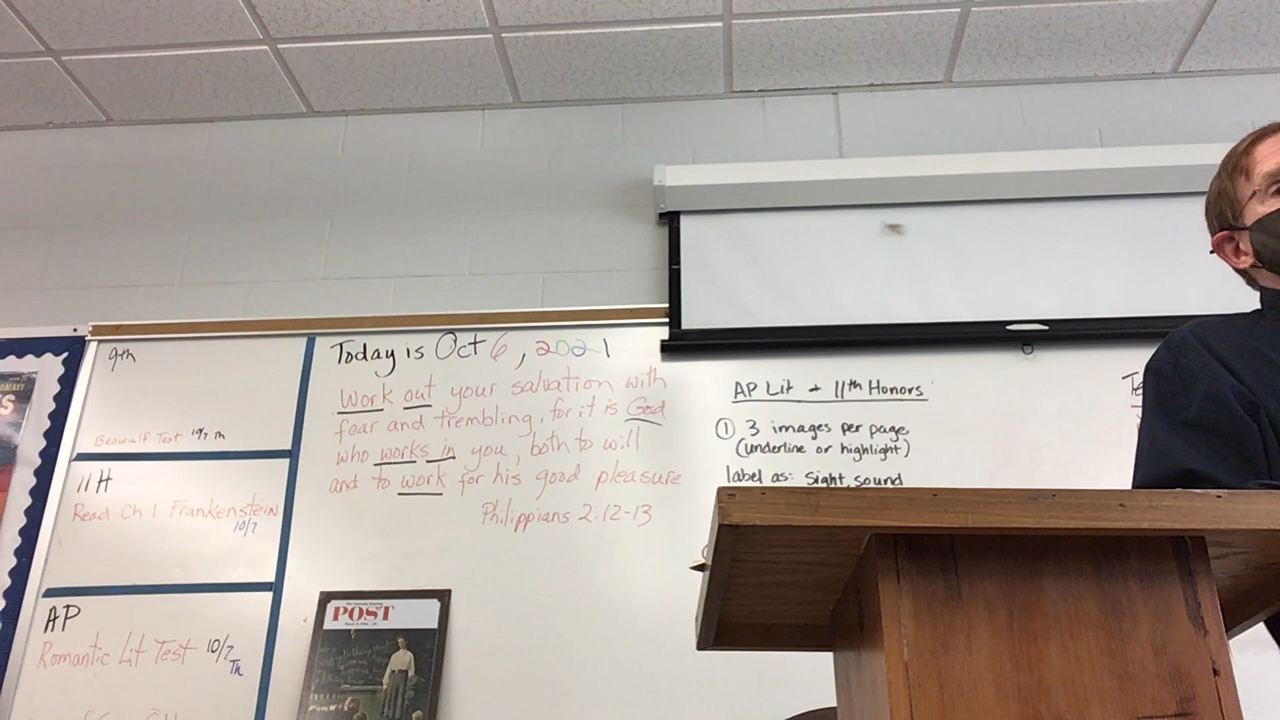 9th
Beowulf Test 10/7 Th
11 H
Read Ch 1 Frankenstein
10/7
AP
Romantic Lit Test 10/7
Th
Today is Oct 6, 2021
Work out your salvation with
fear and trembling, for it is God
who works in you, both to will
and to work for his good pleasure
Philippians 2.12-13
POST
AP Lit + 11th Honors
① 3 images per page
(underline or highlight)
label as: sight, sound
Te